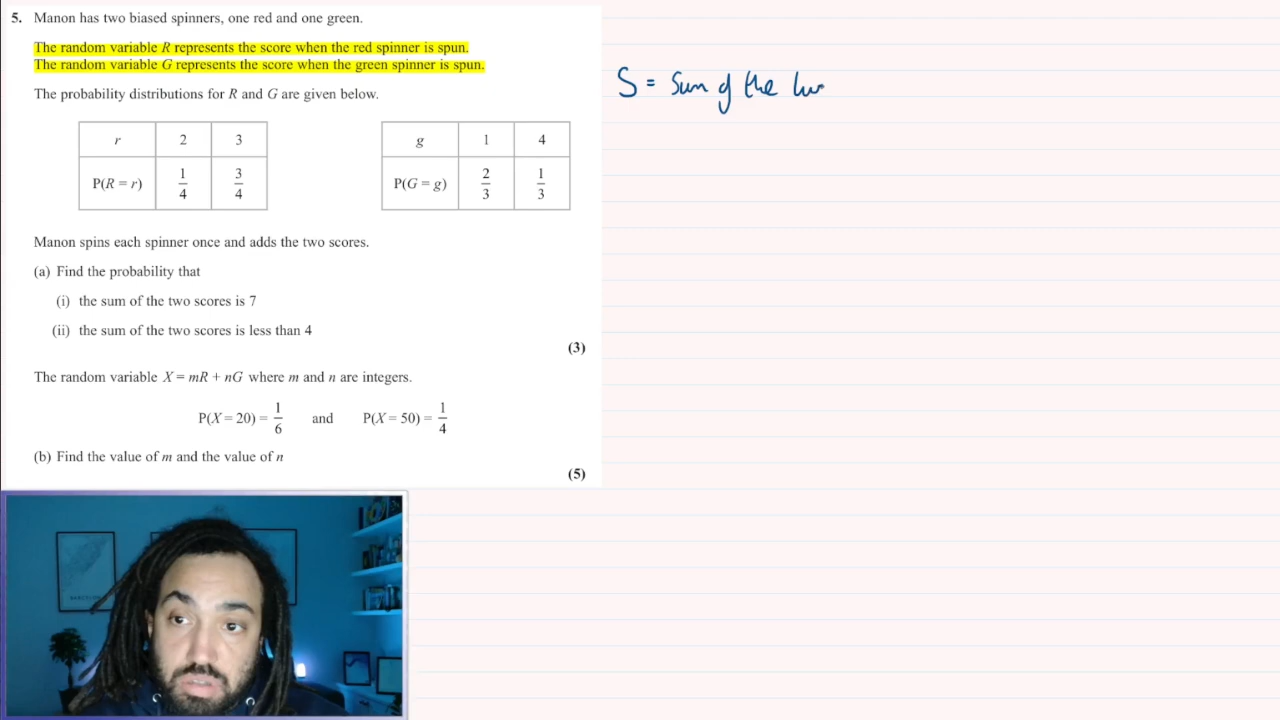 5. Manon has two biased spinners, one red and one green.
The random variable R represents the score when the red spinner is spun.
The random variable G represents the score when the green spinner is spun.
The probability distributions for R and G are given below.
r 2 3
P(R = r) 1/4 3/4
g 1 4
P(G = g) 2/3 1/3
Manon spins each spinner once and adds the two scores.
(a) Find the probability that
(i) the sum of the two scores is 7
(ii) the sum of the two scores is less than 4
(3)
The random variable X = mR + nG where m and n are integers.
P(X = 20) = 1/6 and P(X = 50) = 1/4
(b) Find the value of m and the value of n
(5)
S = Sum of the